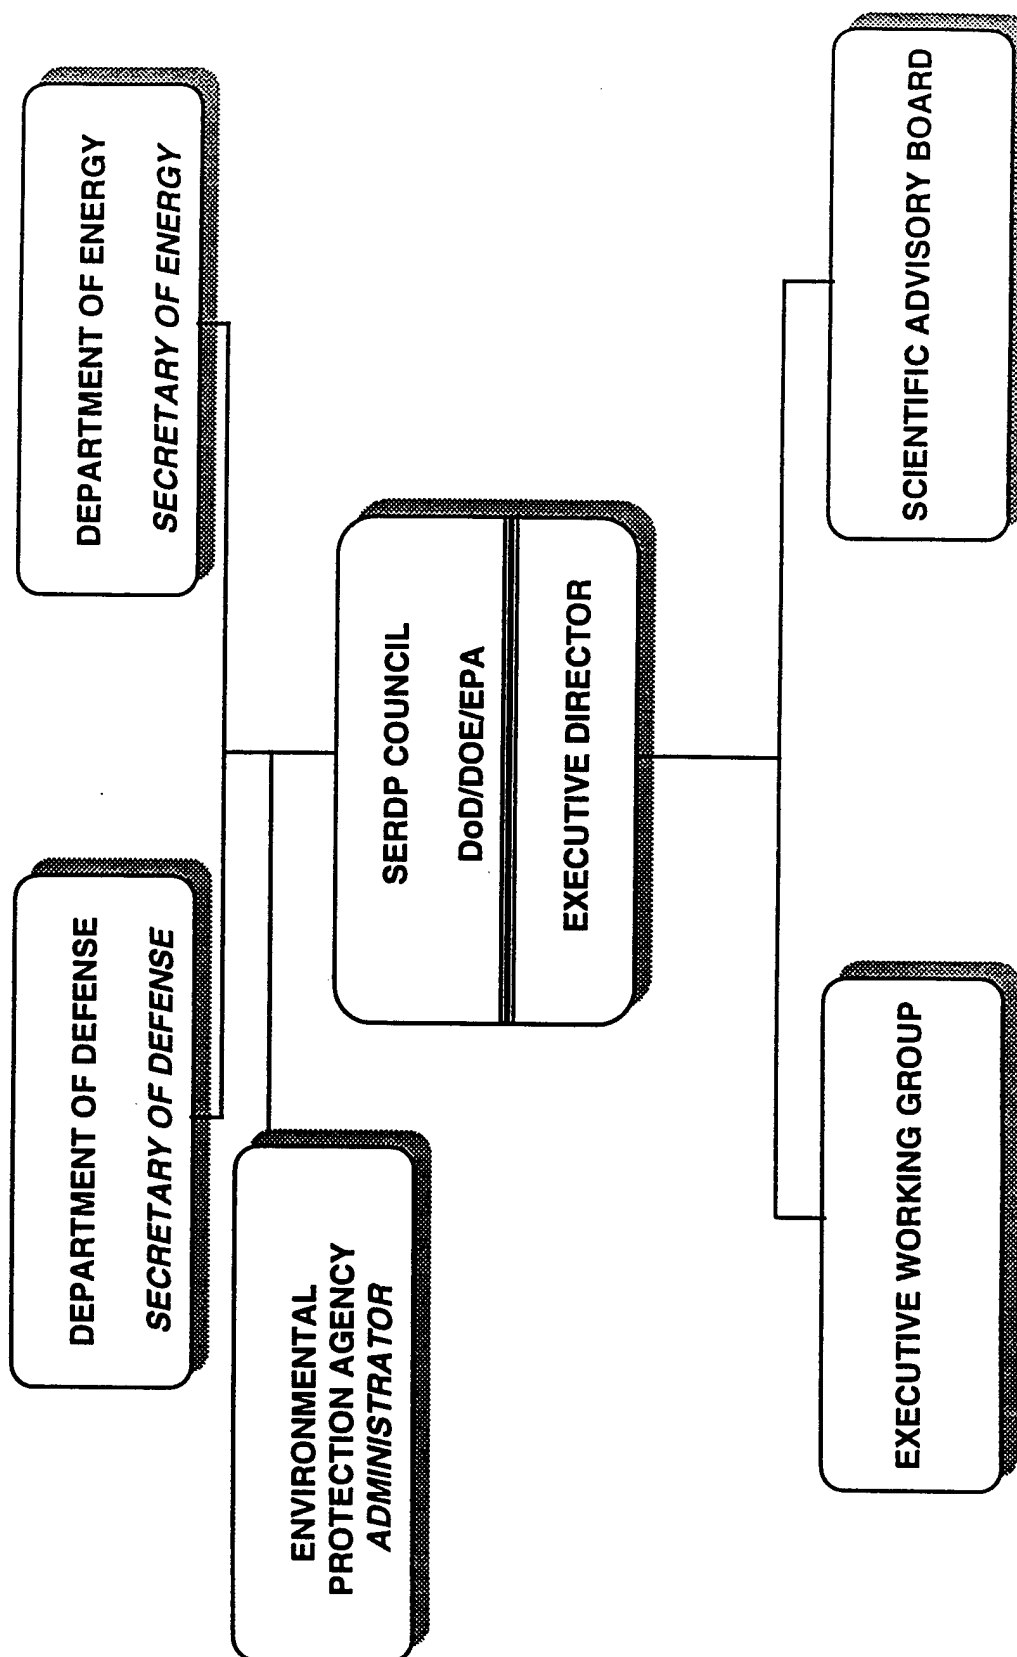 DEPARTMENT OF DEFENSE
SECRETARY OF DEFENSE
DEPARTMENT OF ENERGY
SECRETARY OF ENERGY
ENVIRONMENTAL
PROTECTION AGENCY
ADMINISTRATOR
SERDP COUNCIL
DoD/DOE/EPA
EXECUTIVE DIRECTOR
EXECUTIVE WORKING GROUP
SCIENTIFIC ADVISORY BOARD